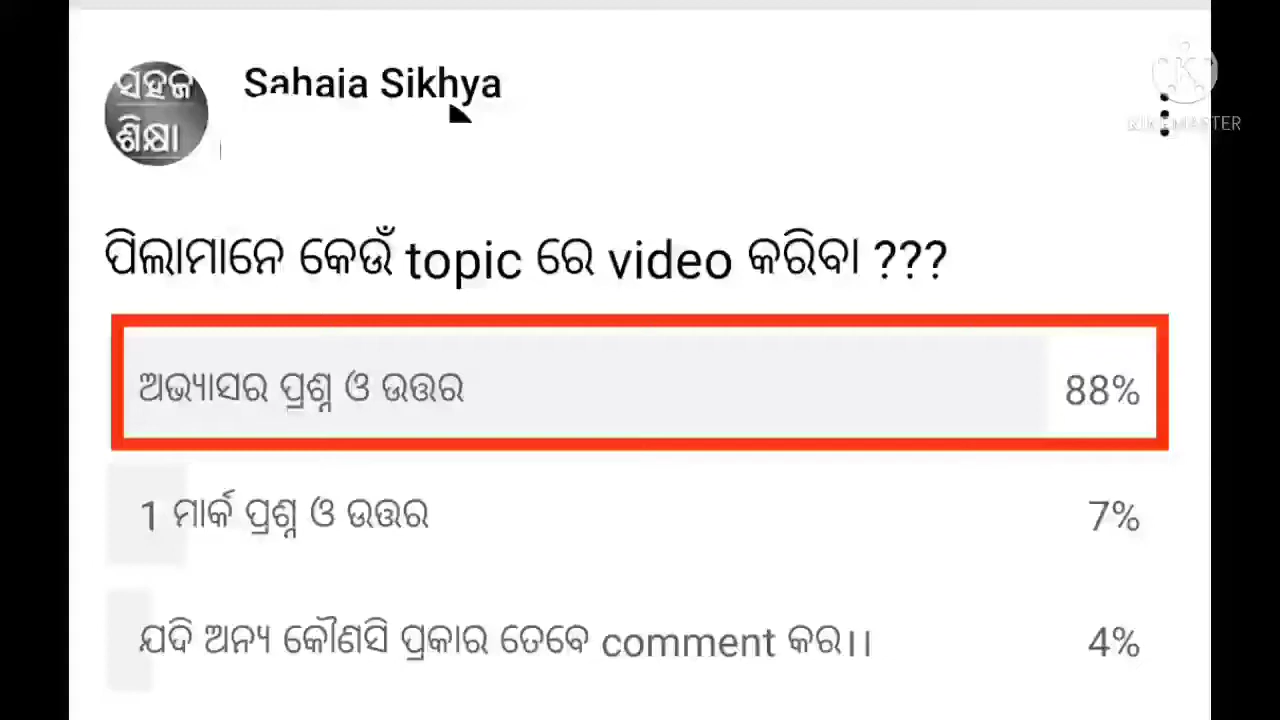 ସହଜ
ଶିକ୍ଷା
Sahaja Sikhya
KINEMASTER
ପିଲାମାନେ କେଉଁ topic ରେ video କରିବା ???
ଅଭ୍ୟାସର ପ୍ରଶ୍ନ ଓ ଉତ୍ତର 88%
1 ମାର୍କ ପ୍ରଶ୍ନ ଓ ଉତ୍ତର 7%
ଯଦି ଅନ୍ୟ କୌଣସି ପ୍ରକାର ତେବେ comment କର।। 4%